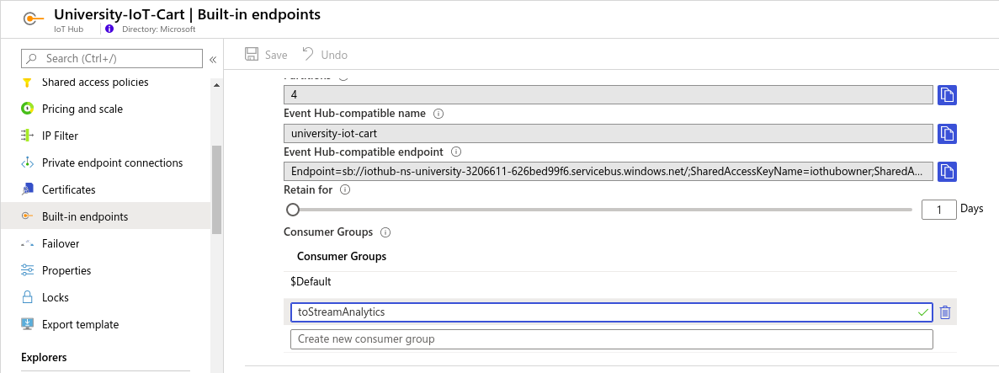 University-IoT-Cart | Built-in endpoints
IoT Hub
Directory: Microsoft
Search (Ctrl+/)
«
Shared access policies
Pricing and scale
IP Filter
Private endpoint connections
Certificates
Built-in endpoints
Failover
Properties
Locks
Export template
Explorers
Save
Undo
Partitions
4
Event Hub-compatible name
university-iot-cart
Event Hub-compatible endpoint
Endpoint=sb://iothub-ns-university-3206611-626bed99f6.servicebus.windows.net/;SharedAccessKeyName=iothubowner;SharedA...
Retain for
1 Days
Consumer Groups
Consumer Groups
$Default
toStreamAnalytics
Create new consumer group